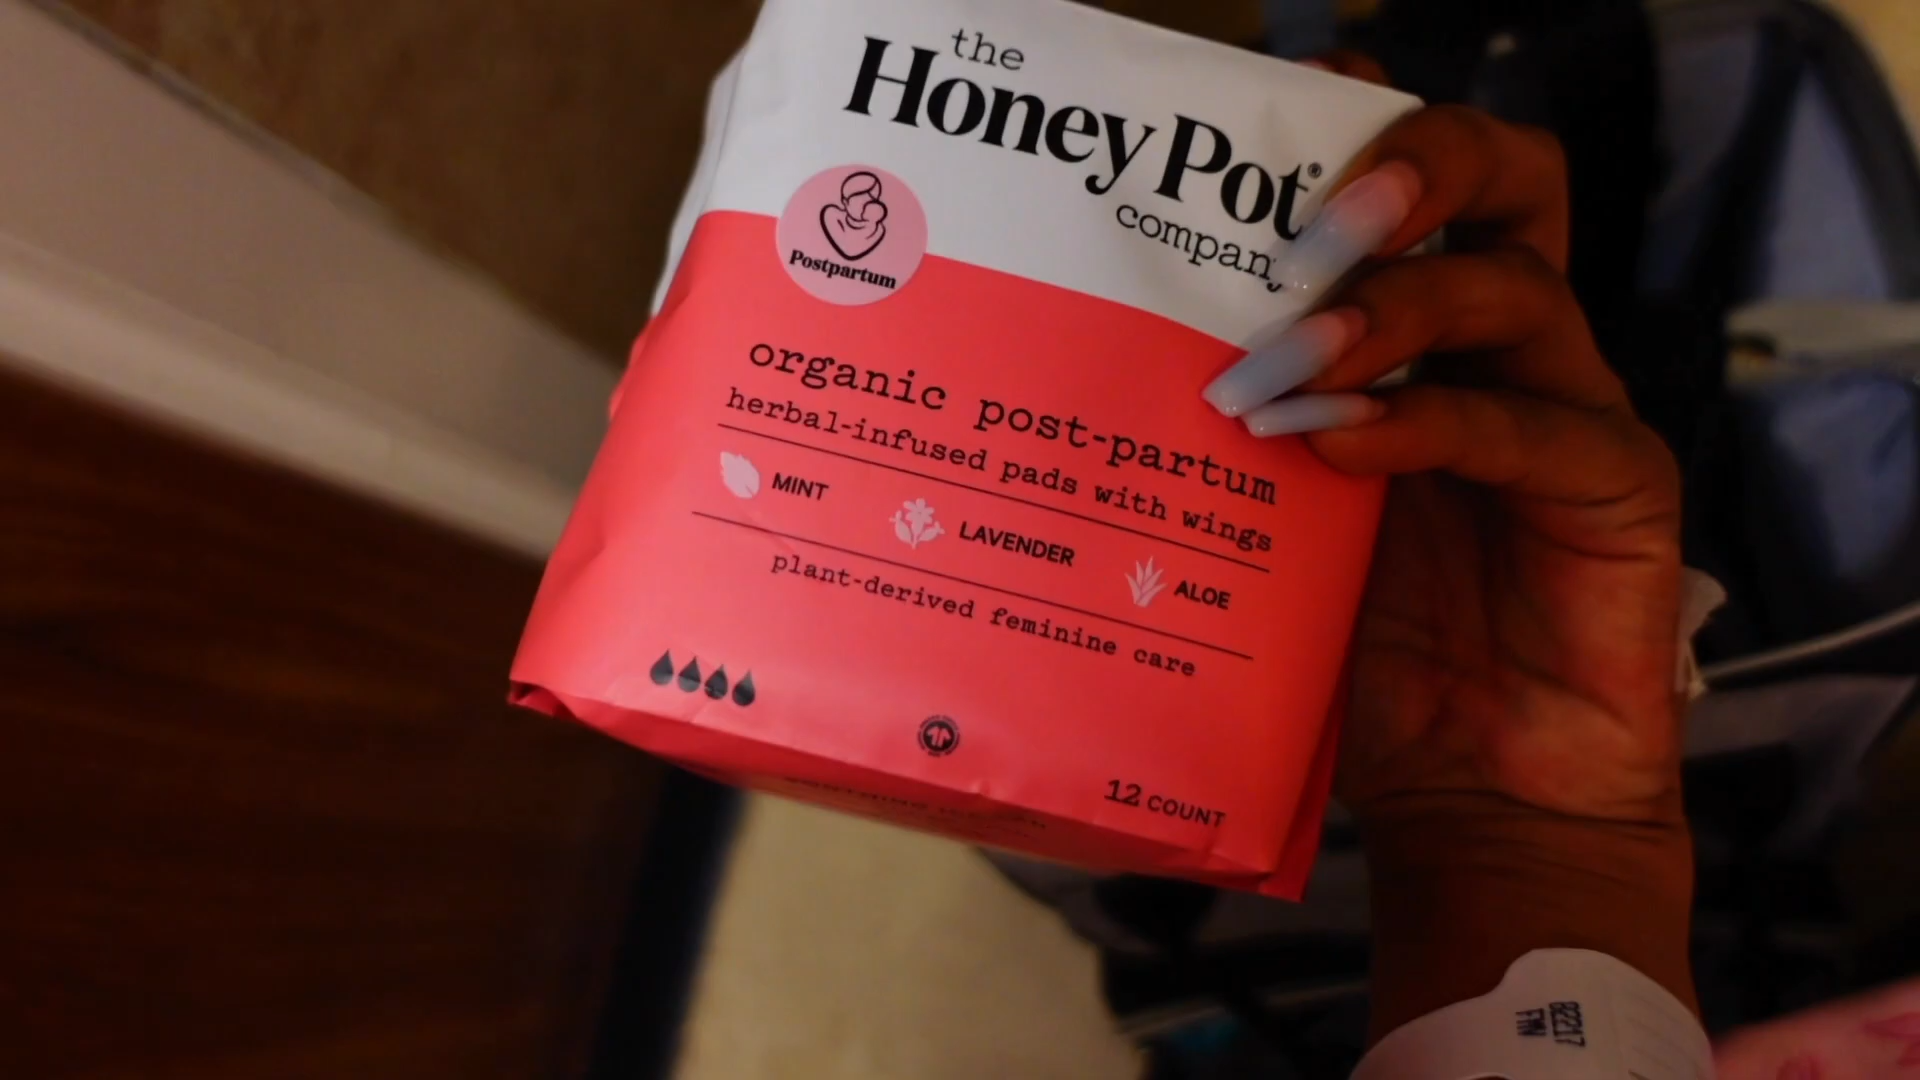 the
Honey Pot®
company
Postpartum
organic post-partum
herbal-infused pads with wings
MINT
LAVENDER
ALOE
plant-derived feminine care
12 COUNT
82217